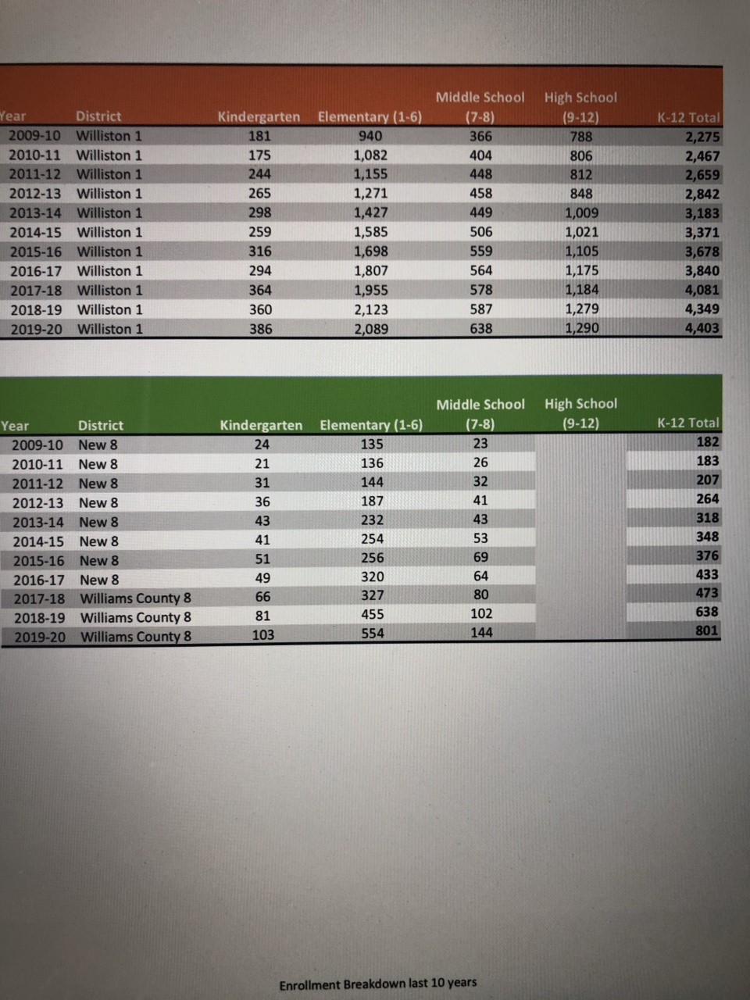 Year District Kindergarten Elementary (1-6) Middle School (7-8) High School (9-12) K-12 Total
2009-10 Williston 1 181 940 366 788 2,275
2010-11 Williston 1 175 1,082 404 806 2,467
2011-12 Williston 1 244 1,155 448 812 2,659
2012-13 Williston 1 265 1,271 458 848 2,842
2013-14 Williston 1 298 1,427 449 1,009 3,183
2014-15 Williston 1 259 1,585 506 1,021 3,371
2015-16 Williston 1 316 1,698 559 1,105 3,678
2016-17 Williston 1 294 1,807 564 1,175 3,840
2017-18 Williston 1 364 1,955 578 1,184 4,081
2018-19 Williston 1 360 2,123 587 1,279 4,349
2019-20 Williston 1 386 2,089 638 1,290 4,403
Year District Kindergarten Elementary (1-6) Middle School (7-8) High School (9-12) K-12 Total
2009-10 New 8 24 135 23 182
2010-11 New 8 21 136 26 183
2011-12 New 8 31 144 32 207
2012-13 New 8 36 187 41 264
2013-14 New 8 43 232 43 318
2014-15 New 8 41 254 53 348
2015-16 New 8 51 256 69 376
2016-17 New 8 49 320 64 433
2017-18 Williams County 8 66 327 80 473
2018-19 Williams County 8 81 455 102 638
2019-20 Williams County 8 103 554 144 801
Enrollment Breakdown last 10 years